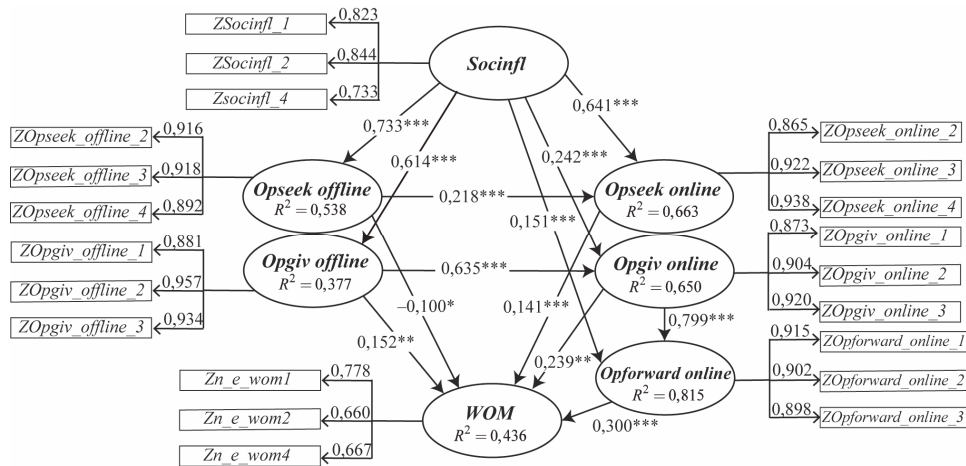 ZSocinfl_1
0,823
ZSocinfl_2
0,844
Zsocinfl_4
0,733
Socinfl
0,641***
0,733***
0,614***
0,242***
0,151***
ZOpseek_offline_2
0,916
ZOpseek_offline_3
0,918
ZOpseek_offline_4
0,892
Opseek offline
R² = 0,538
0,218***
Opseek online
R² = 0,663
0,865
ZOpseek_online_2
0,922
ZOpseek_online_3
0,938
ZOpseek_online_4
ZOpgiv_offline_1
0,881
ZOpgiv_offline_2
0,957
ZOpgiv_offline_3
0,934
Opgiv offline
R² = 0,377
0,635***
Opgiv online
R² = 0,650
0,873
ZOpgiv_online_1
0,904
ZOpgiv_online_2
0,920
ZOpgiv_online_3
–0,100*
0,141***
0,799***
0,152**
0,239**
Opforward online
R² = 0,815
0,915
ZOpforward_online_1
0,902
ZOpforward_online_2
0,898
ZOpforward_online_3
Zn_e_wom1
0,778
Zn_e_wom2
0,660
Zn_e_wom4
0,667
WOM
R² = 0,436
0,300***